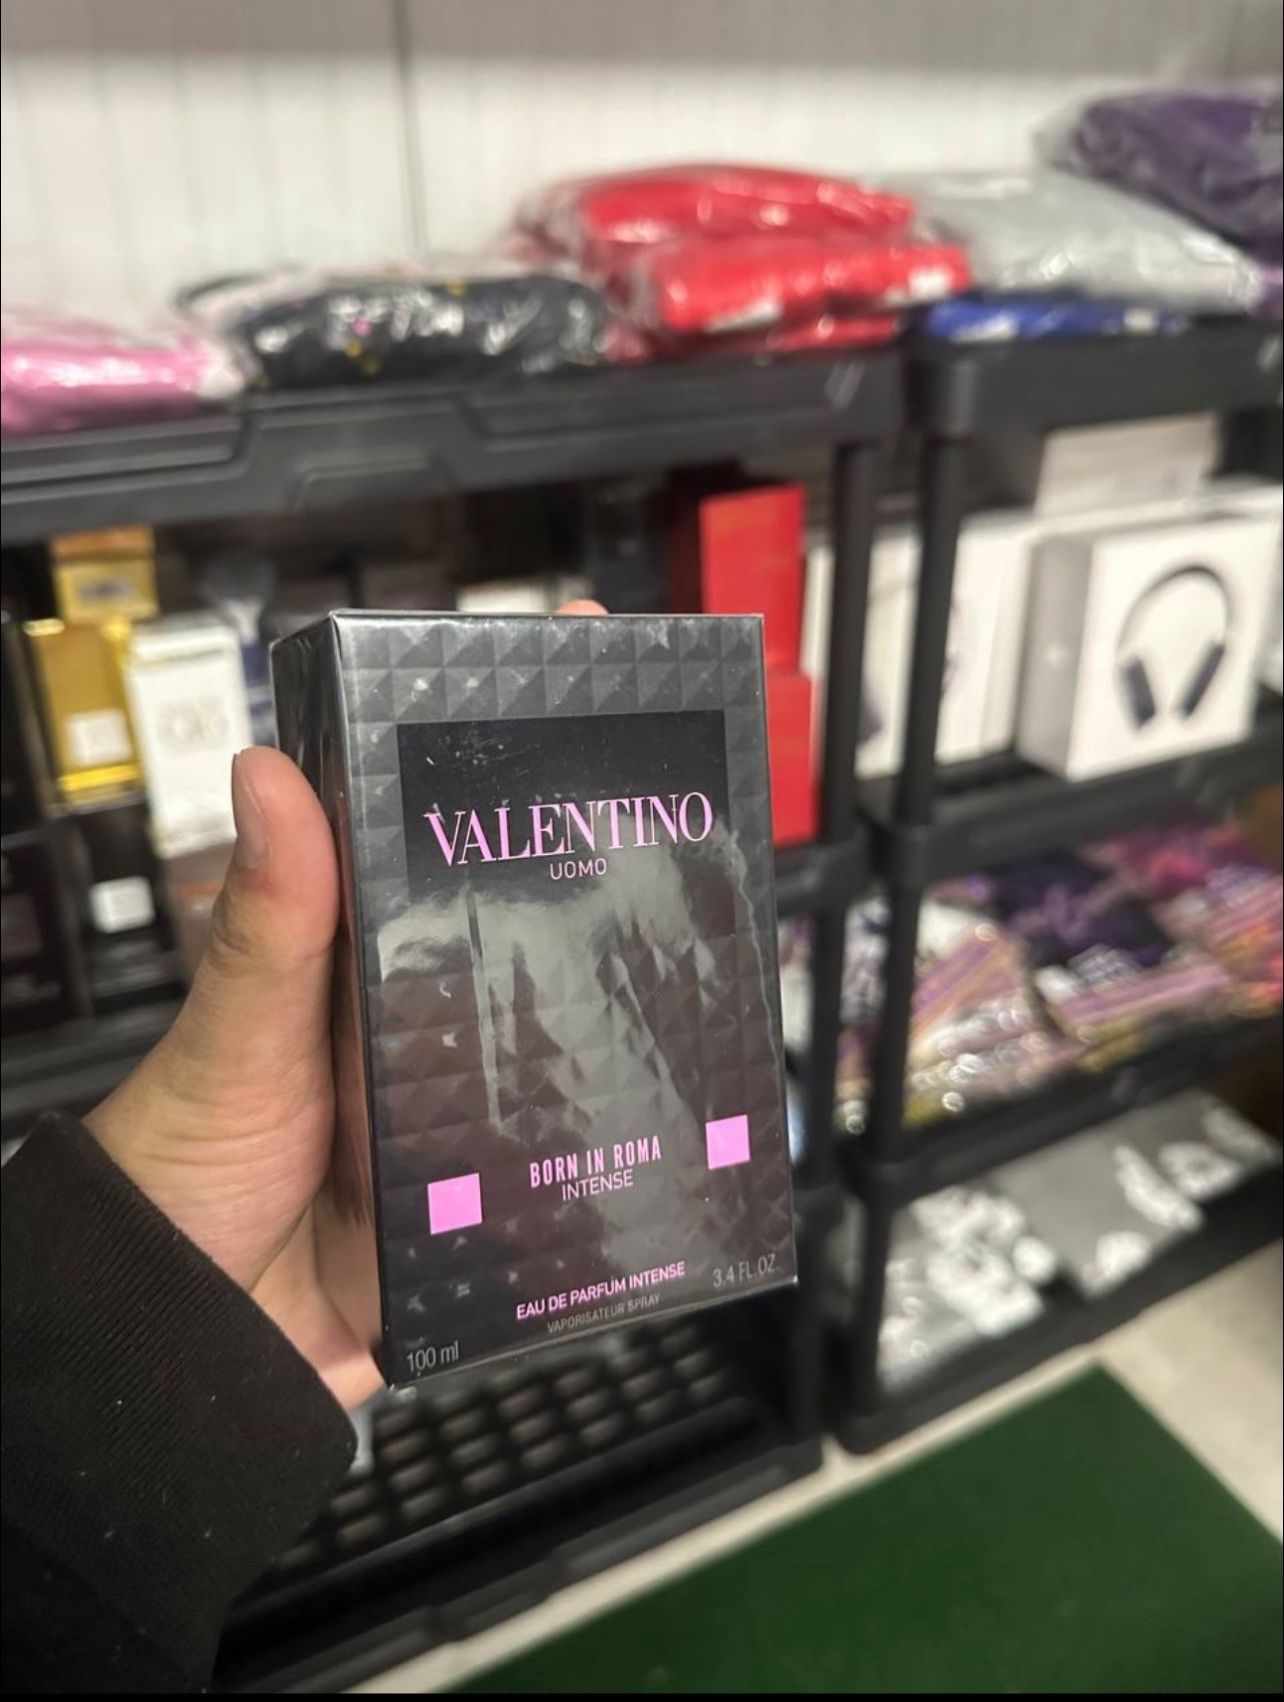 VALENTINO
UOMO
BORN IN ROMA
INTENSE
EAU DE PARFUM INTENSE
VAPORISATEUR SPRAY
3.4 FL.OZ.
100 ml